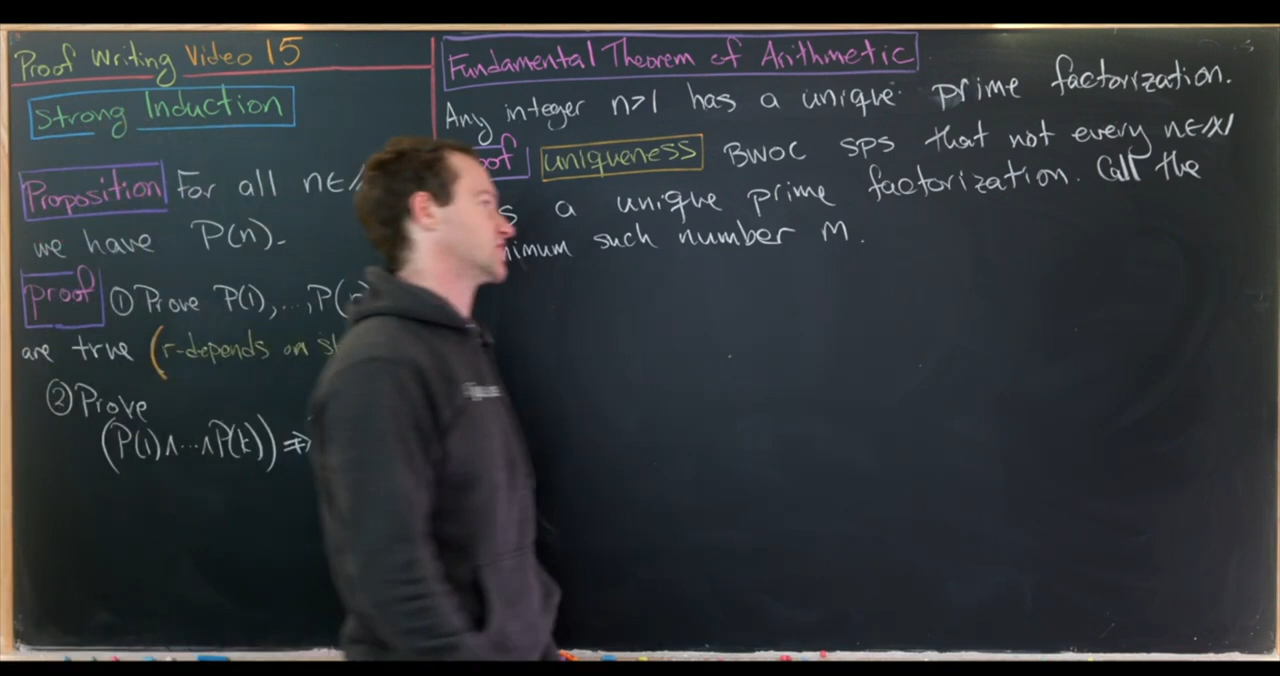 Proof Writing Video 15
Strong Induction
Proposition For all n∈
we have P(n).
proof ① Prove P(1),...,P(r
are true (r-depends on
② Prove
(P(1)∧...∧P(k))⇒
Fundamental Theorem of Arithmetic
Any integer n>1 has a unique prime factorization.
uniqueness BWOC sps that not every n∈ℕ
a unique prime factorization. Call the
such number m.